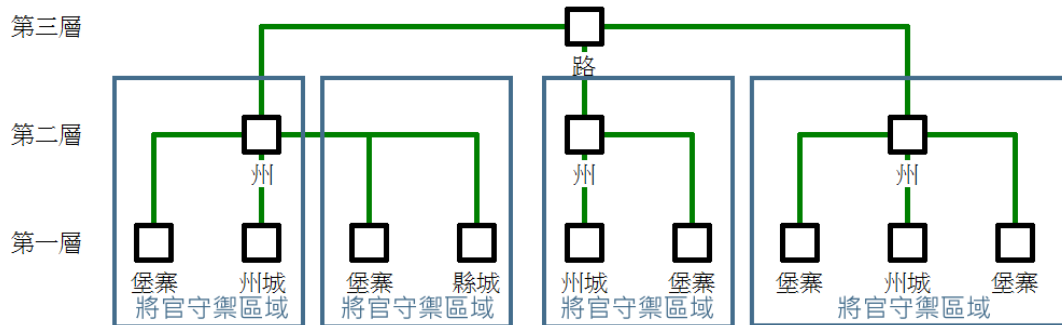 第三層
路
第二層
州 州 州
第一層
堡寨 州城 堡寨 縣城 州城 堡寨 堡寨 州城 堡寨
將官守禦區域 將官守禦區域 將官守禦區域 將官守禦區域